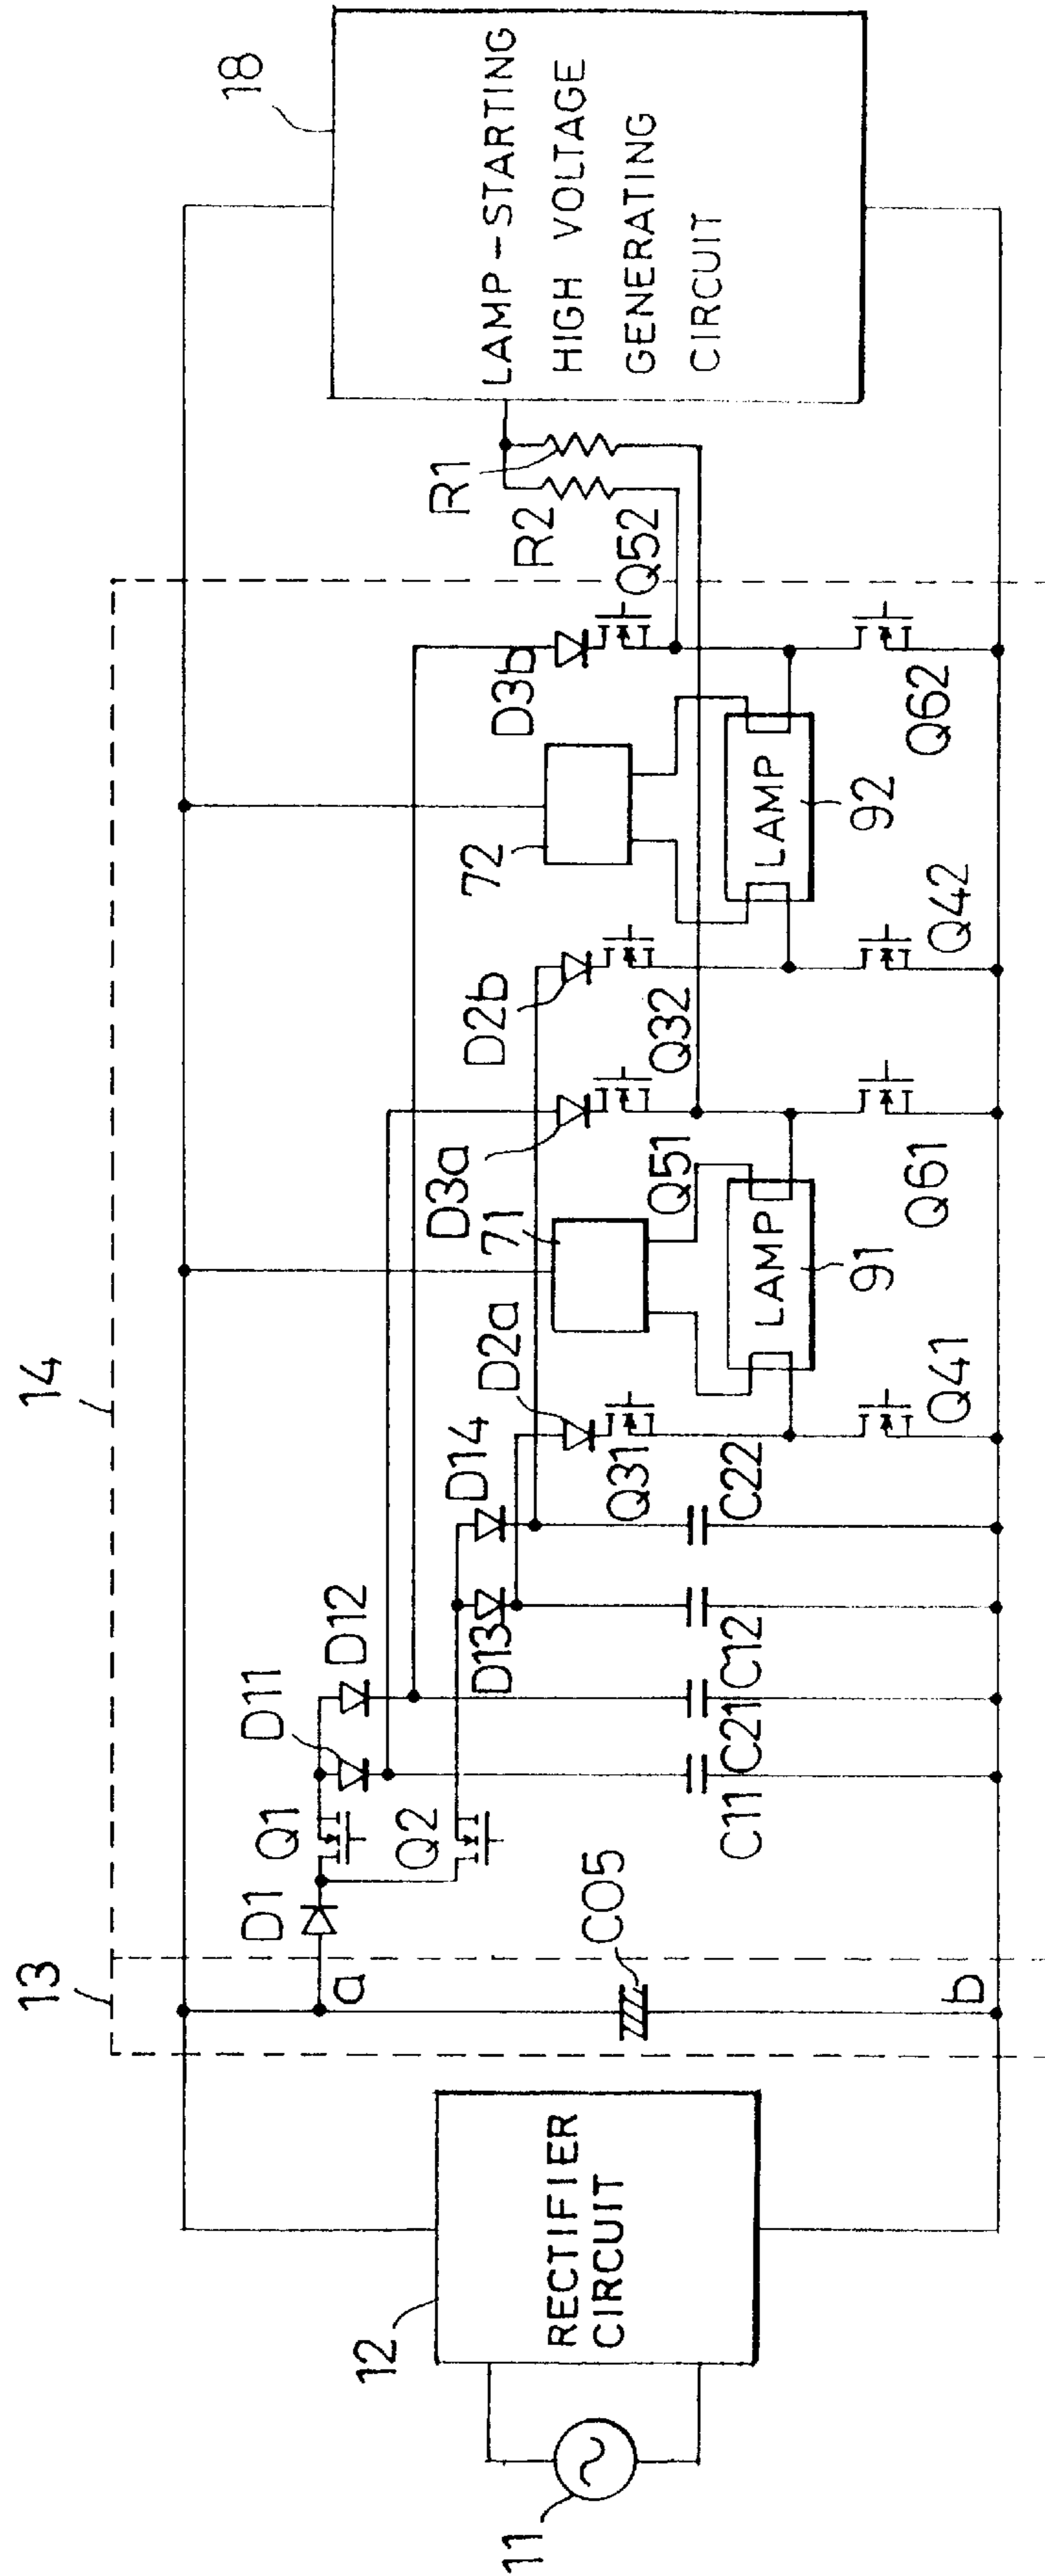 13
14
18
D1
Q1
D11
D12
Q2
D13
D14
D2a
D3a
D2b
D3b
a
b
C05
C11
C21
C12
C22
Q31
Q41
71
Q51
LAMP
91
Q61
Q32
Q42
72
LAMP
92
Q52
Q62
R2
R1
11
12
RECTIFIER
CIRCUIT
LAMP-STARTING
HIGH VOLTAGE
GENERATING
CIRCUIT